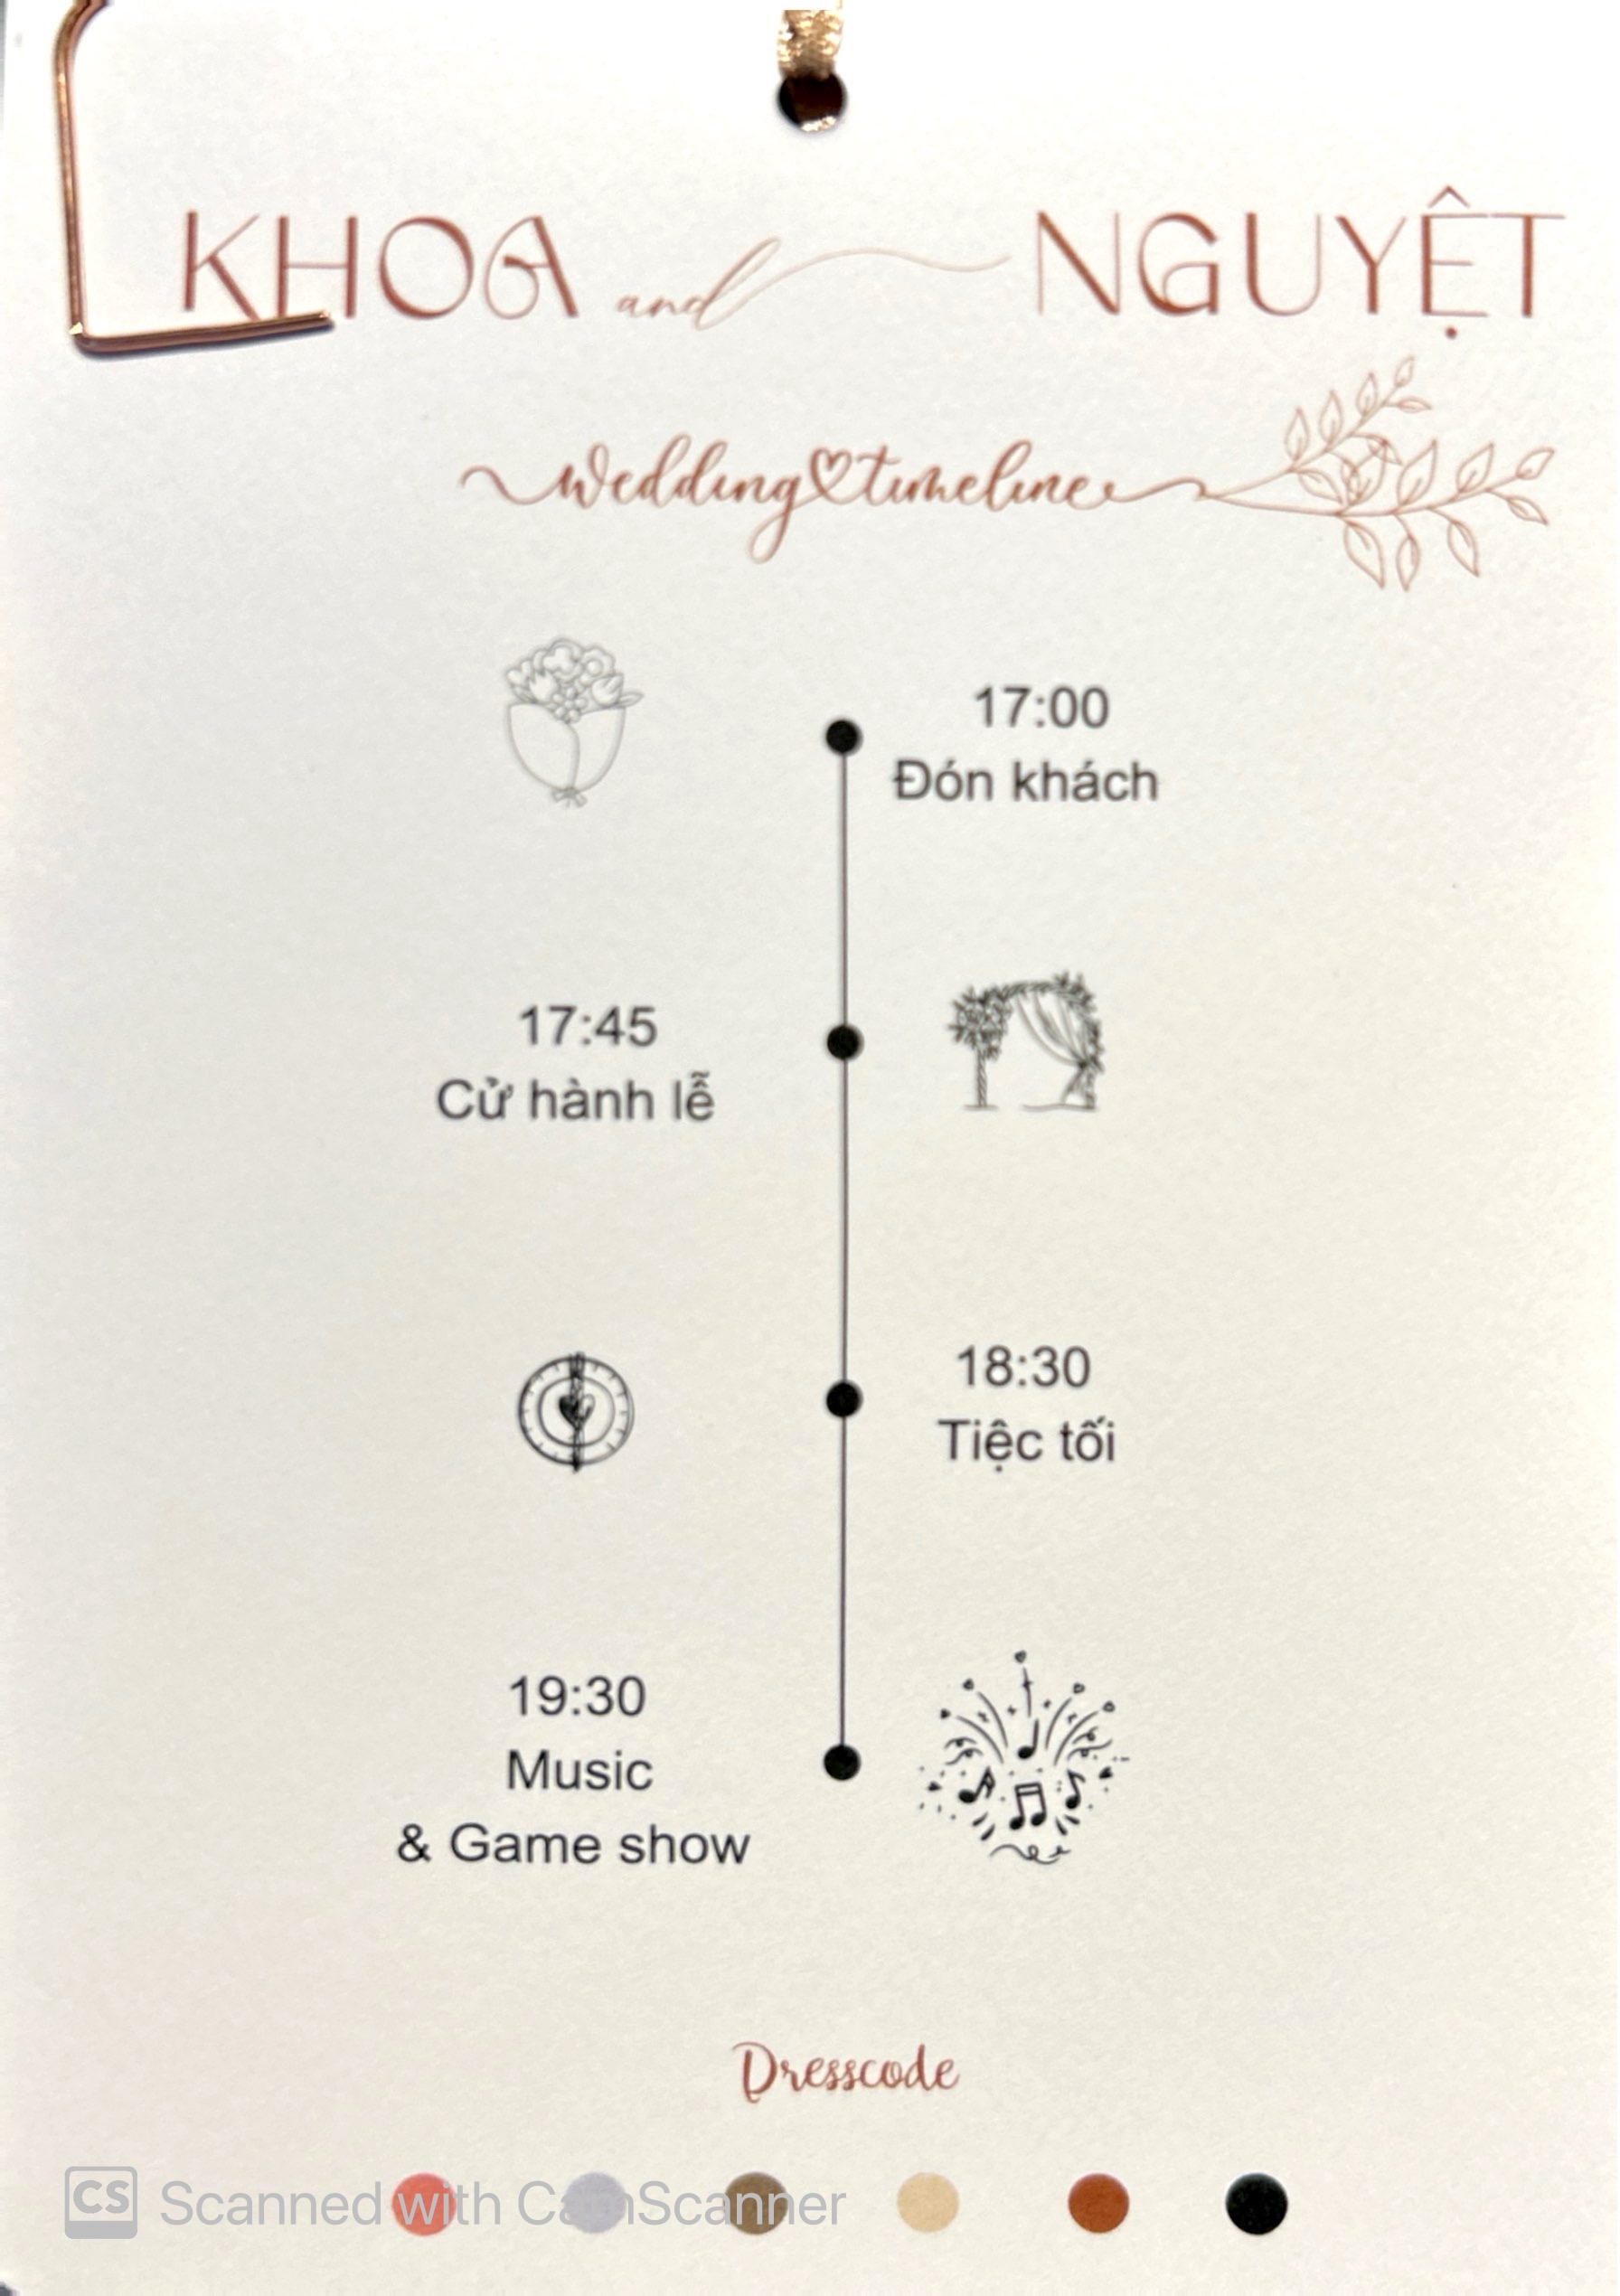 KHOA and NGUYỆT
wedding timeline
17:00
Đón khách
17:45
Cử hành lễ
18:30
Tiệc tối
19:30
Music
& Game show
Dresscode
CS Scanned with CamScanner